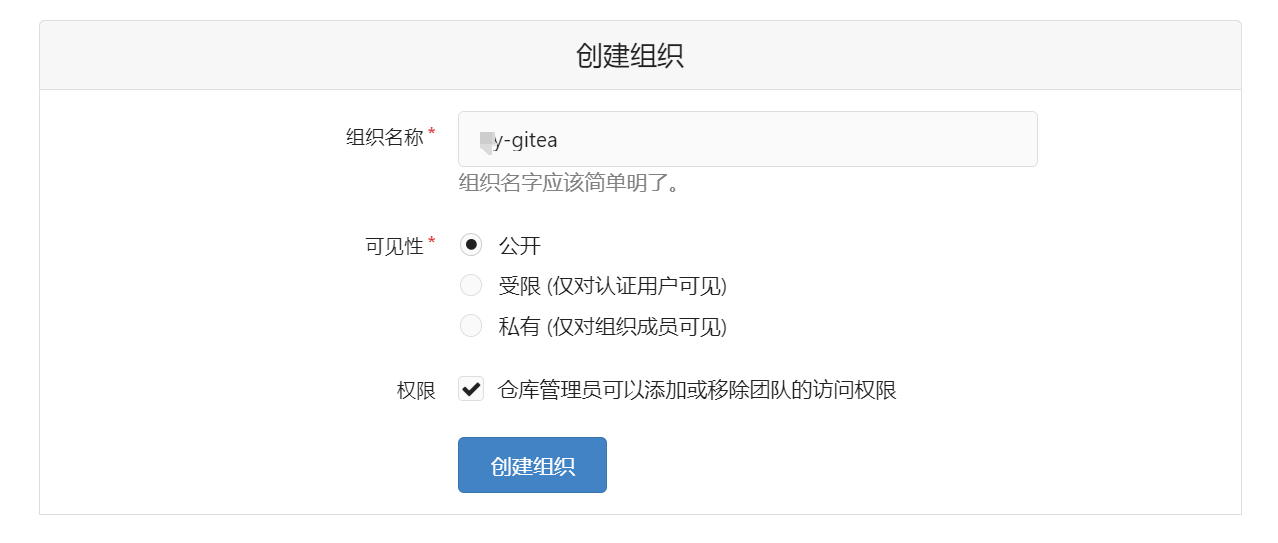 创建组织
组织名称 *
y-gitea
组织名字应该简单明了。
可见性 *
公开
受限 (仅对认证用户可见)
私有 (仅对组织成员可见)
权限
仓库管理员可以添加或移除团队的访问权限
创建组织